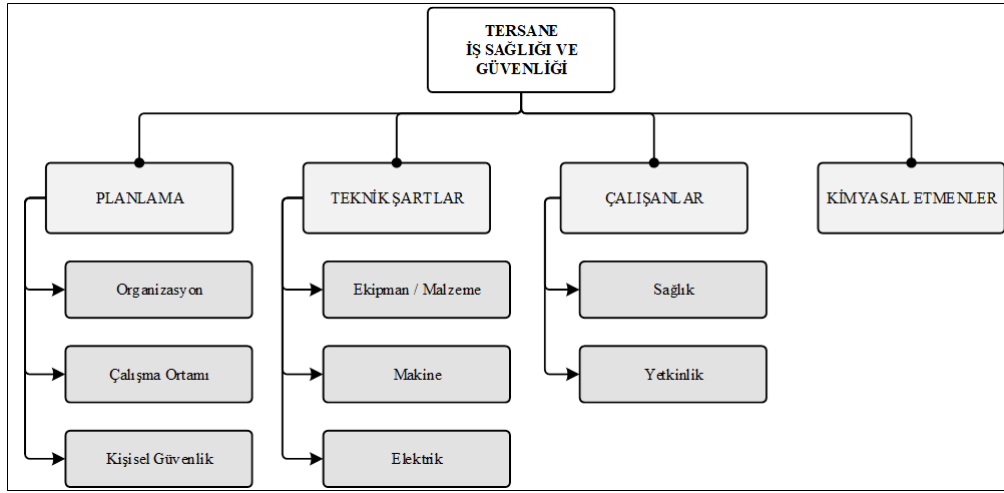 TERSANE
İŞ SAĞLIĞI VE
GÜVENLİĞİ
PLANLAMA
TEKNİK ŞARTLAR
ÇALIŞANLAR
KİMYASAL ETMENLER
Organizasyon
Ekipman / Malzeme
Sağlık
Çalışma Ortamı
Makine
Yetkinlik
Kişisel Güvenlik
Elektrik